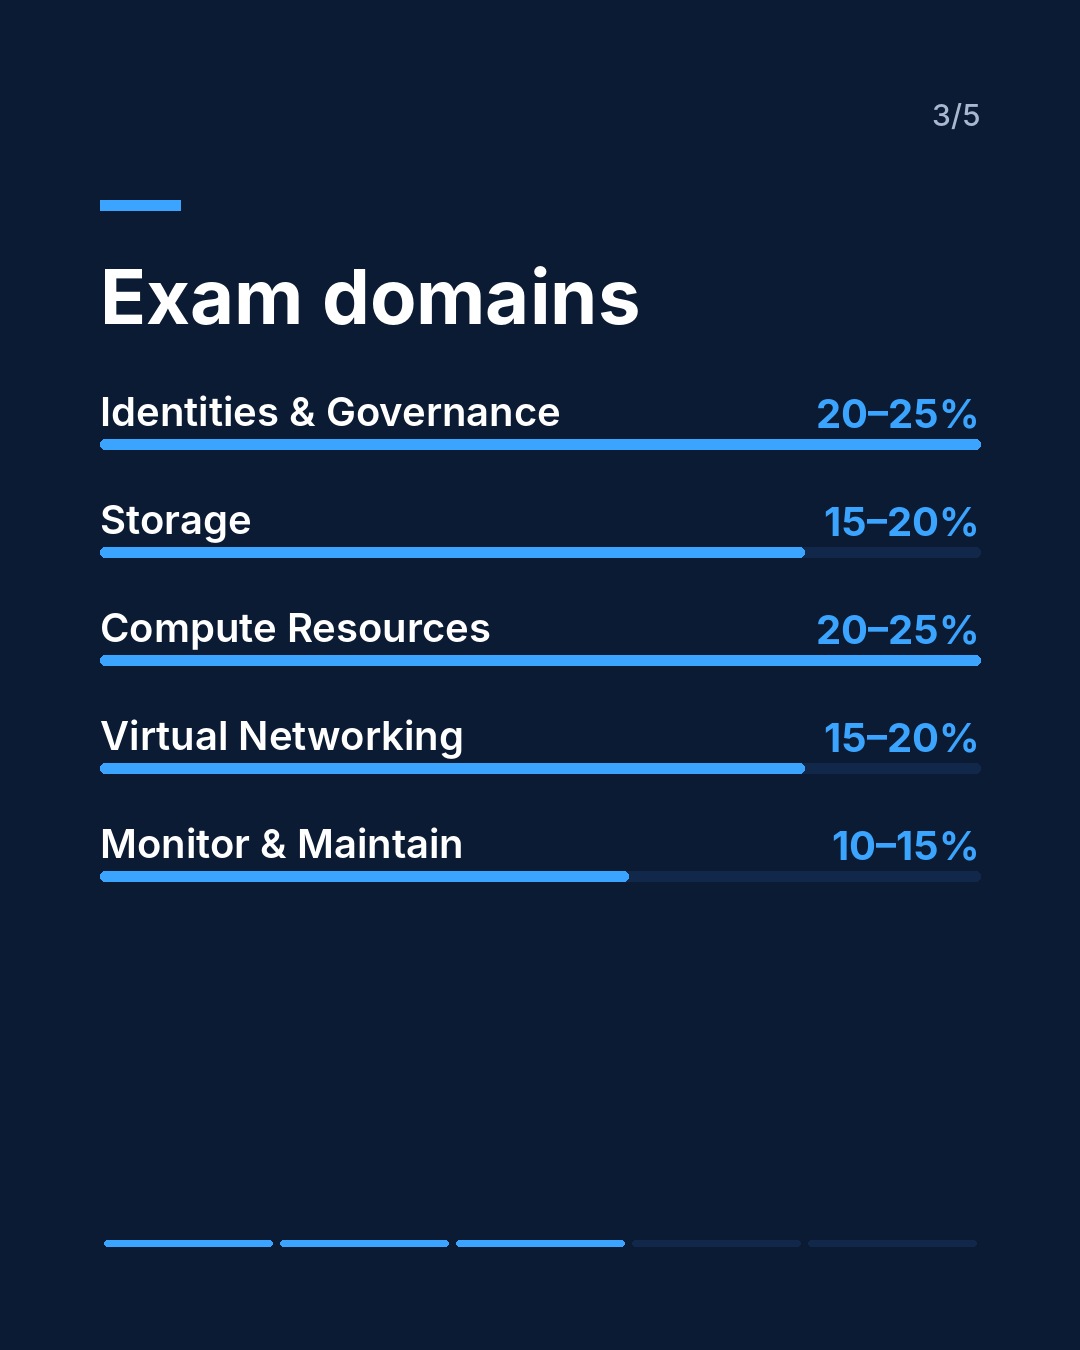 3/5
Exam domains
Identities & Governance 20–25%
Storage 15–20%
Compute Resources 20–25%
Virtual Networking 15–20%
Monitor & Maintain 10–15%